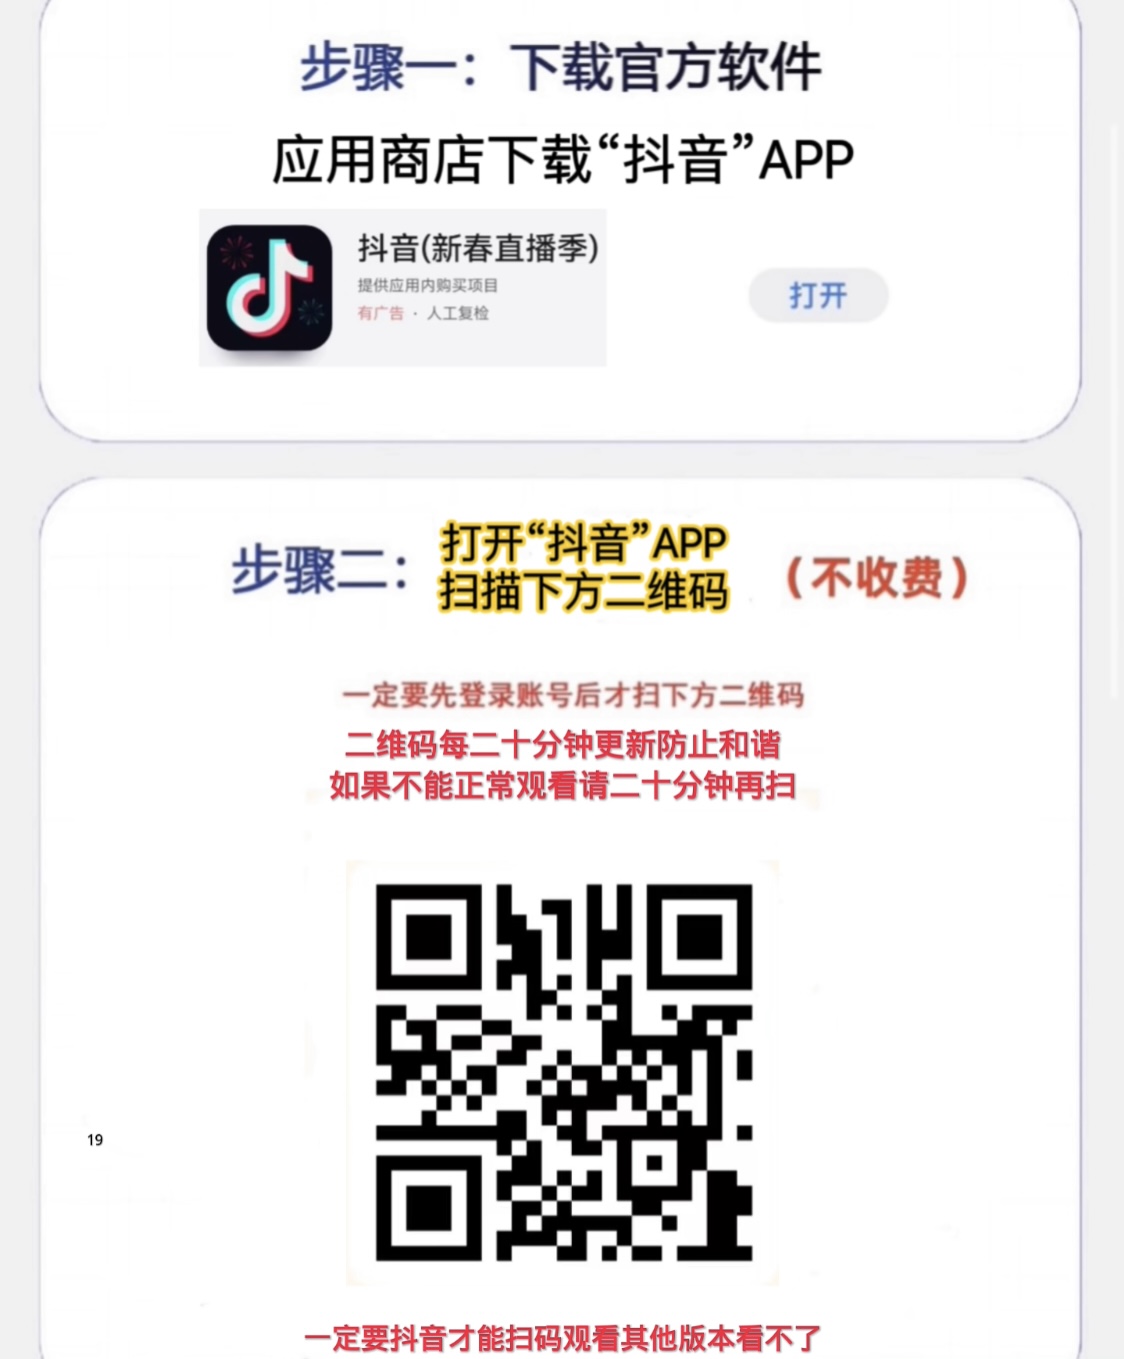 步骤一：下载官方软件
应用商店下载“抖音”APP
抖音(新春直播季)
提供应用内购买项目
有广告 · 人工复检
打开
步骤二：
打开“抖音”APP
扫描下方二维码
（不收费）
一定要先登录账号后才扫下方二维码
二维码每二十分钟更新防止和谐
如果不能正常观看请二十分钟再扫
19
一定要抖音才能扫码观看其他版本看不了